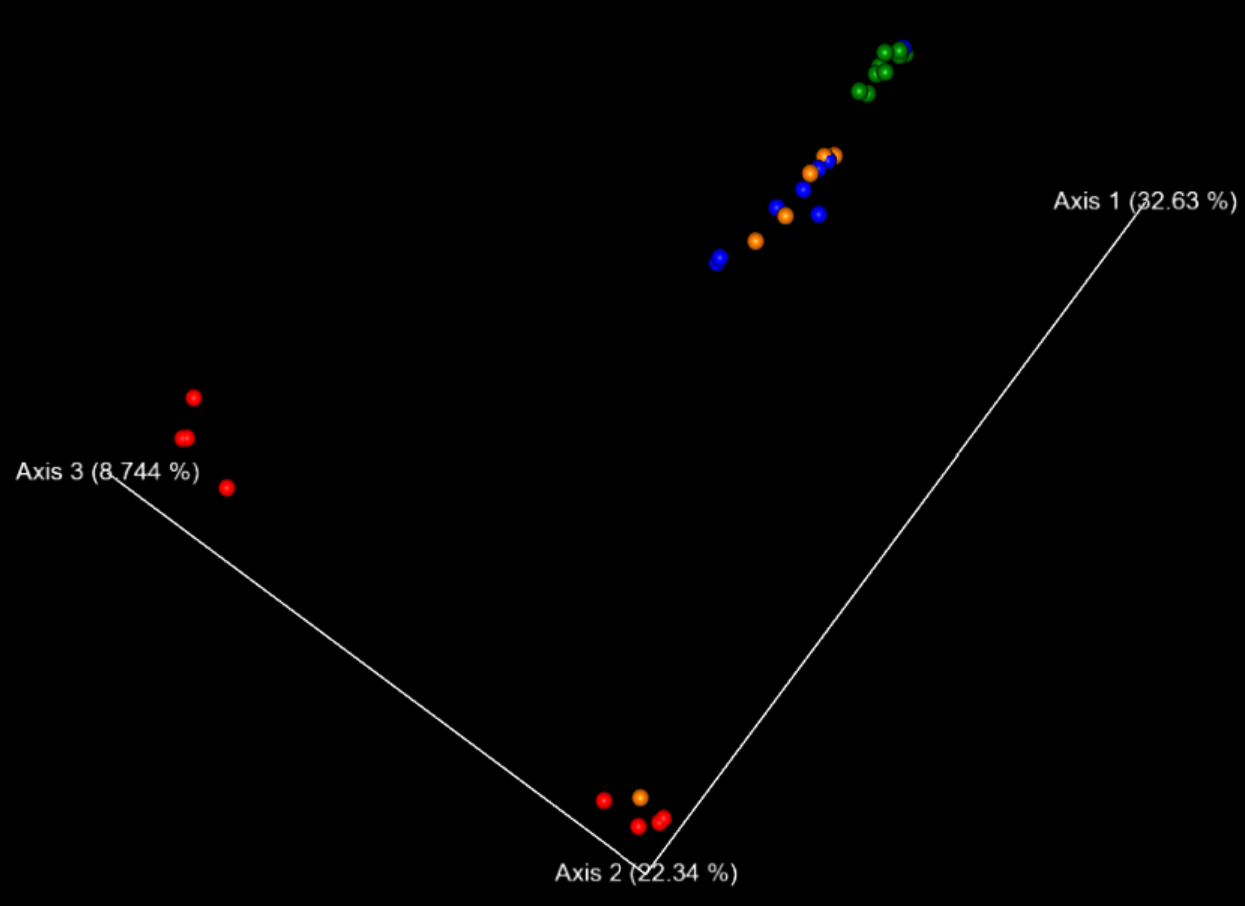 Axis 1 (32.63 %)
Axis 3 (8.744 %)
Axis 2 (22.34 %)